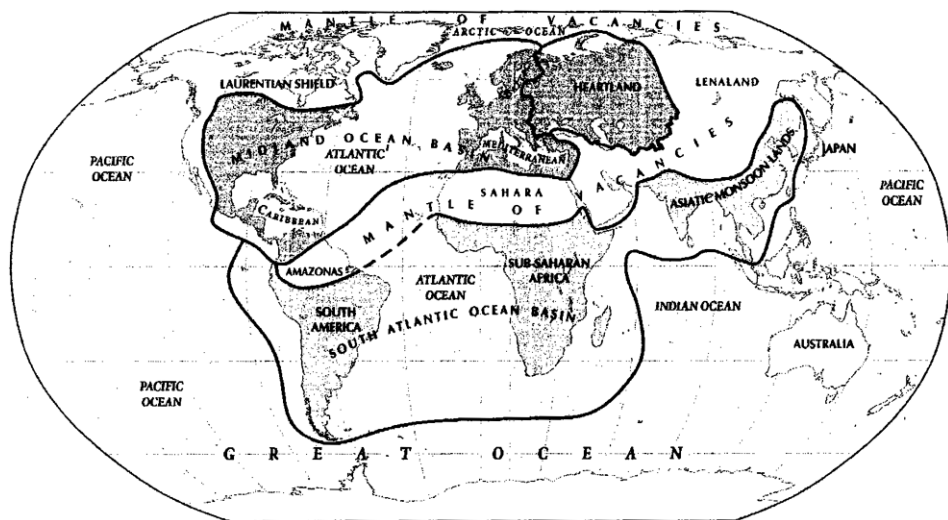 MANTLE OF VACANCIES
ARCTIC OCEAN
LAURENTIAN SHIELD
HEARTLAND
LENALAND
MIDLAND OCEAN BASIN
ATLANTIC
OCEAN
MEDITERRANEAN
PACIFIC
OCEAN
JAPAN
ASIATIC MONSOON LANDS
PACIFIC
OCEAN
SAHARA
CARIBBEAN
MANTLE OF VACANCIES
AMAZONAS
SUB-SAHARAN
AFRICA
ATLANTIC
OCEAN
SOUTH
AMERICA
SOUTH ATLANTIC OCEAN BASIN
INDIAN OCEAN
AUSTRALIA
PACIFIC
OCEAN
GREAT OCEAN